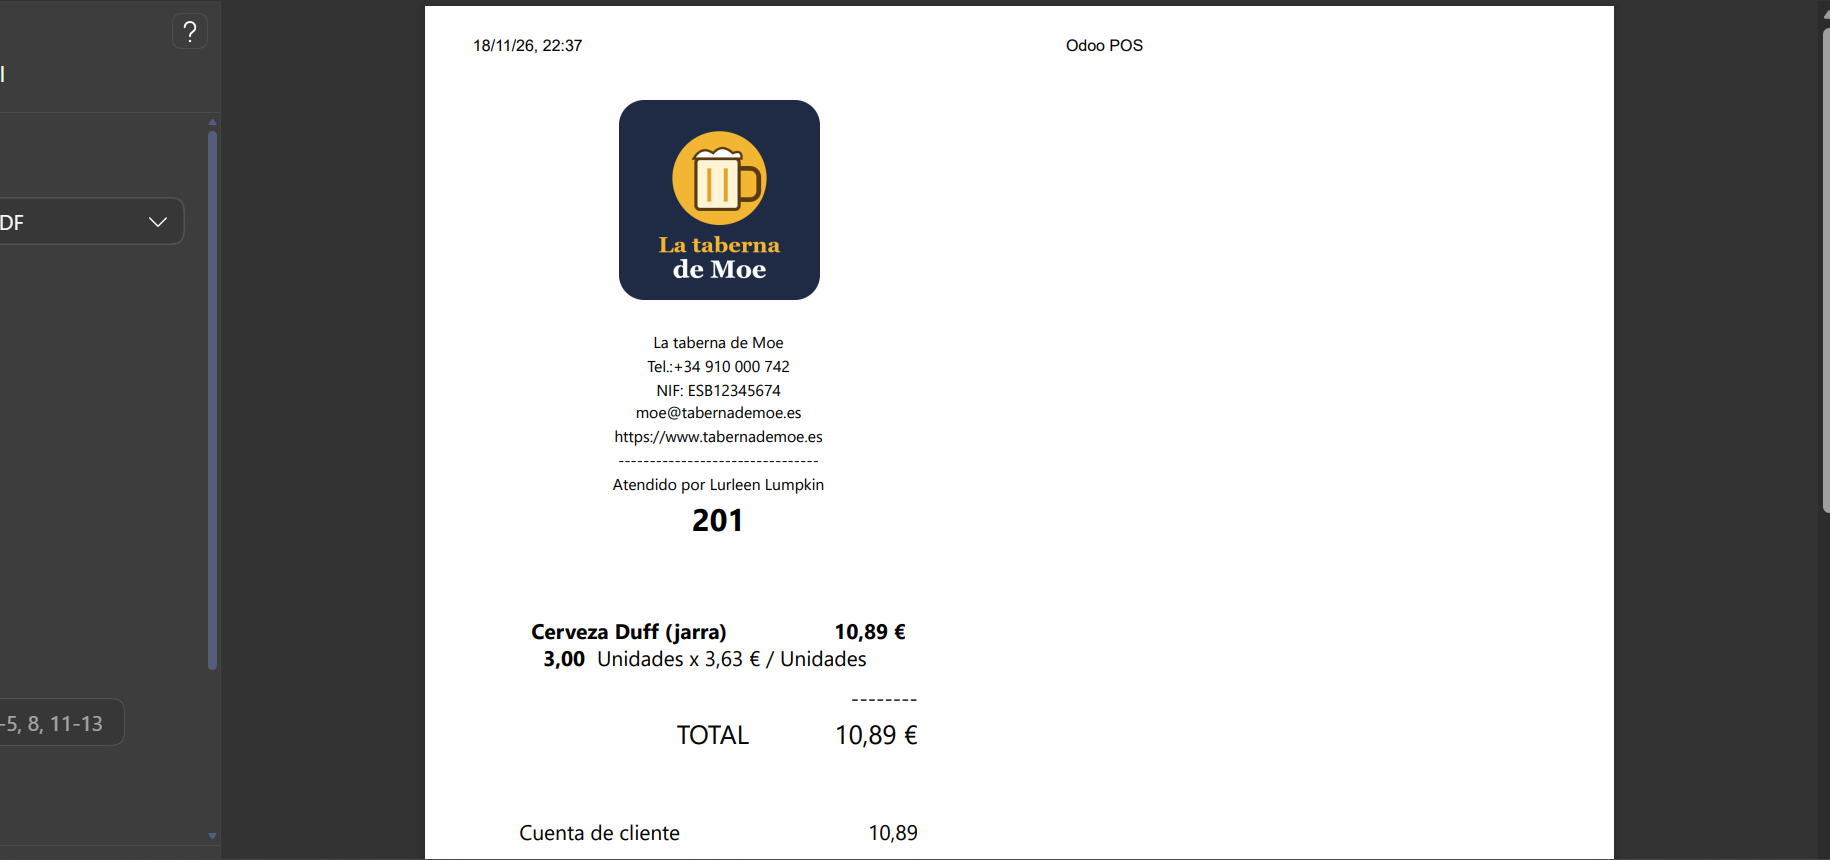 ?
l
DF
-5, 8, 11-13
18/11/26, 22:37 Odoo POS
La taberna
de Moe
La taberna de Moe
Tel.:+34 910 000 742
NIF: ESB12345674
moe@tabernademoe.es
https://www.tabernademoe.es
--------------------------------
Atendido por Lurleen Lumpkin
201
Cerveza Duff (jarra) 10,89 €
3,00 Unidades x 3,63 € / Unidades
--------
TOTAL 10,89 €
Cuenta de cliente 10,89